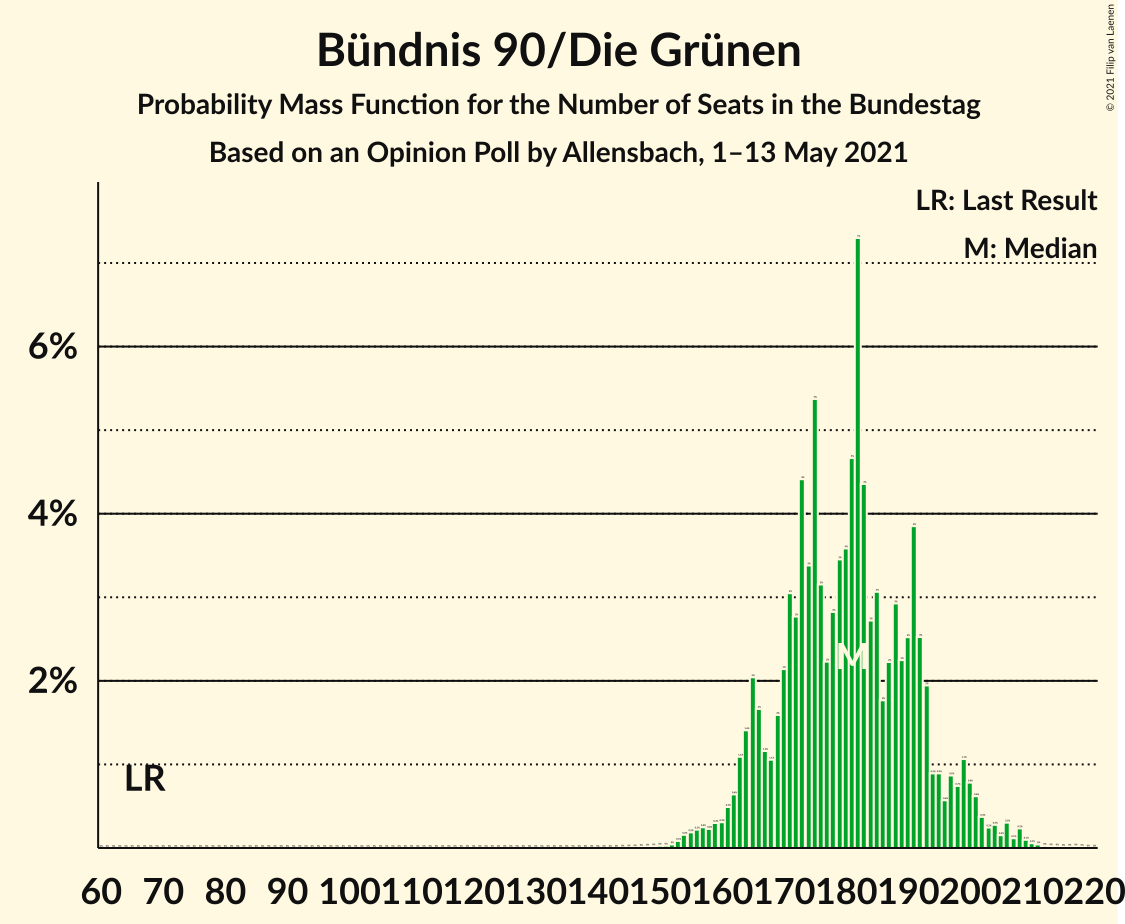 Bündnis 90/Die Grünen
Probability Mass Function for the Number of Seats in the Bundestag
Based on an Opinion Poll by Allensbach, 1–13 May 2021
© 2021 Filip van Laenen
LR: Last Result
M: Median
6%
4%
2%
M
LR
60 70 80 90 100 110 120 130 140 150 160 170 180 190 200 210 220